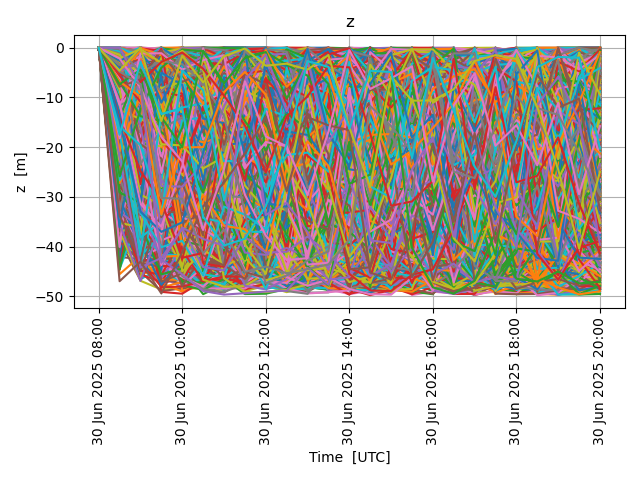 z
0
−10
−20
−30
−40
−50
z [m]
30 Jun 2025 08:00
30 Jun 2025 10:00
30 Jun 2025 12:00
30 Jun 2025 14:00
30 Jun 2025 16:00
30 Jun 2025 18:00
30 Jun 2025 20:00
Time [UTC]